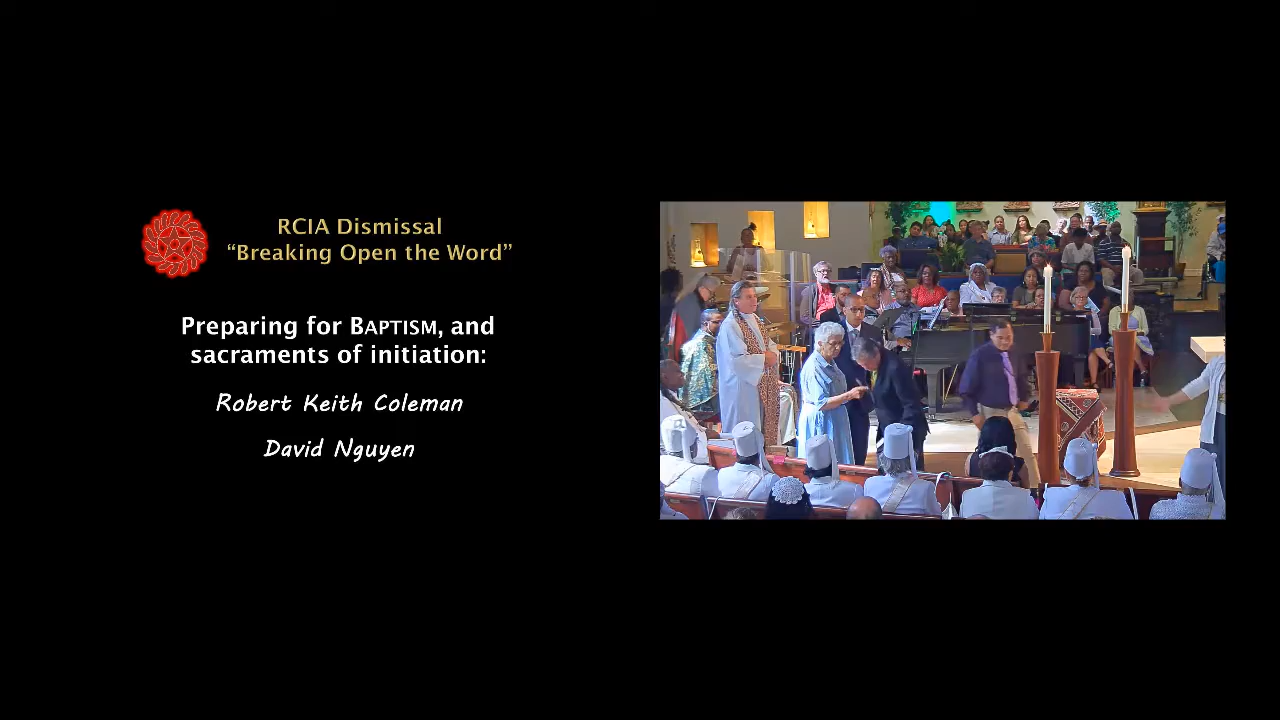 RCIA Dismissal
“Breaking Open the Word”
Preparing for BAPTISM, and
sacraments of initiation:
Robert Keith Coleman
David Nguyen